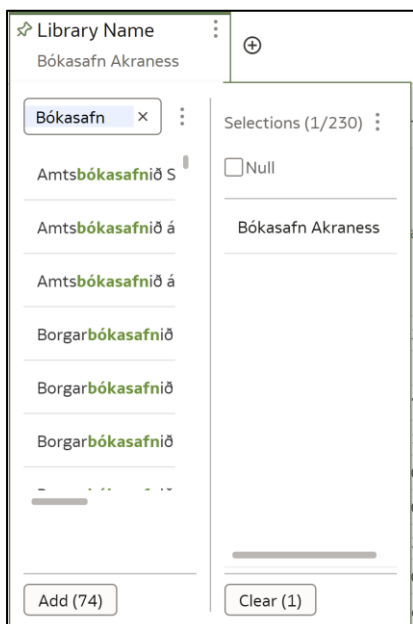 Library Name
Bókasafn Akraness
Bókasafn
Amtsbókasafnið S
Amtsbókasafnið á
Amtsbókasafnið á
Borgarbókasafnið
Borgarbókasafnið
Borgarbókasafnið
Add (74)
Selections (1/230)
Null
Bókasafn Akraness
Clear (1)